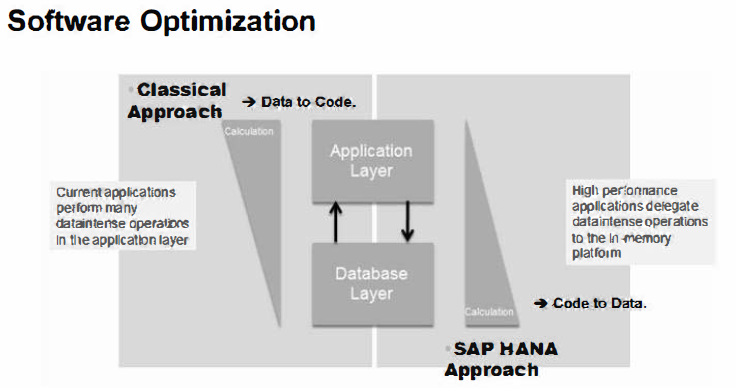 Software Optimization
Classical
Approach
→ Data to Code.
Calculation
Application
Layer
Current applications
perform many
dataintense operations
in the application layer
High performance
applications delegate
dataintense operations
to the In -memory
platform
Database
Layer
Calculation
→ Code to Data.
SAP HANA
Approach